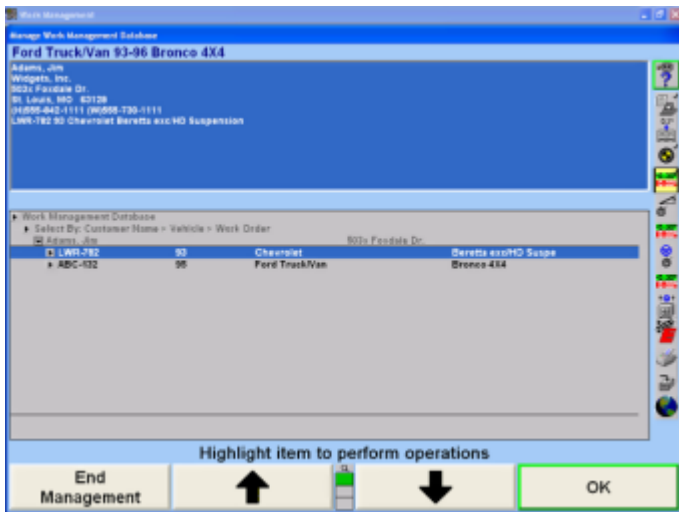 Work Management
Manage Work Management Database
Ford Truck/Van 93-96 Bronco 4X4
Adams, Jim
Widgets, Inc.
503x Foxdale Dr.
St. Louis, MO 63128
(H)555-842-1111 (W)555-730-1111
LWR-782 93 Chevrolet Beretta exc/HD Suspension
Work Management Database
Select By: Customer Name > Vehicle > Work Order
Adams, Jim 503x Foxdale Dr.
LWR-782 93 Chevrolet Beretta exc/HD Suspe
ABC-132 95 Ford Truck/Van Bronco 4X4
Highlight item to perform operations
End Management
OK